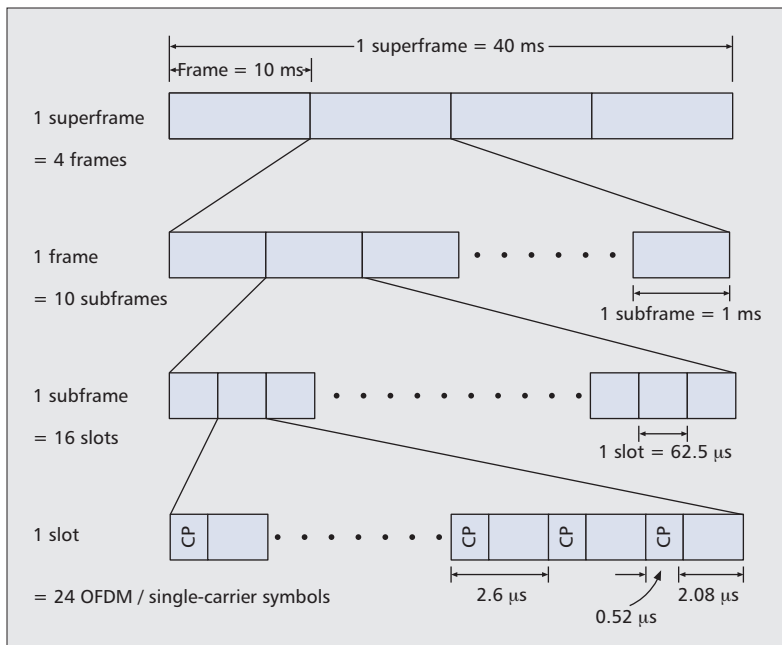 1 superframe = 40 ms
Frame = 10 ms
1 superframe
= 4 frames
1 frame
= 10 subframes
1 subframe = 1 ms
1 subframe
= 16 slots
1 slot = 62.5 µs
1 slot
CP
CP
CP
CP
= 24 OFDM / single-carrier symbols
2.6 µs
0.52 µs
2.08 µs